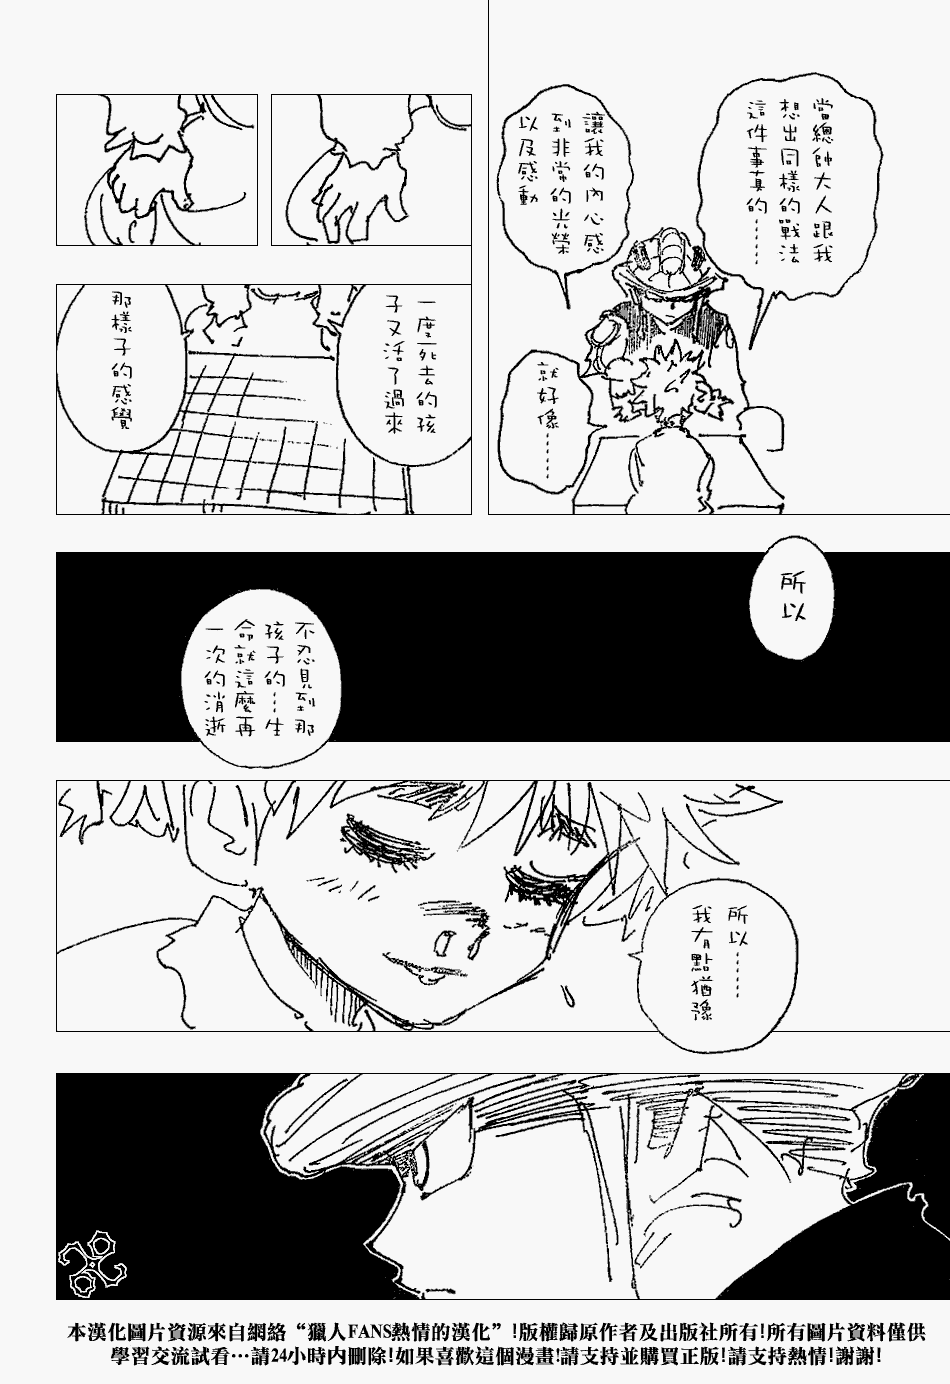 當總帥大人跟我
想出同樣的戰法
這件事真的……
讓我的內心感
到非常的光榮
以及感動
就好像……
一度死去的孩
子又活了過來
那樣子的感覺
所以
不忍見到那
孩子的…生
命就這麼再
一次的消逝
所以……
我有點猶豫
本漢化圖片資源來自網絡“獵人FANS熱情的漢化”!版權歸原作者及出版社所有!所有圖片資料僅供
學習交流試看…請24小時內刪除!如果喜歡這個漫畫!請支持並購買正版!請支持熱情!謝謝!